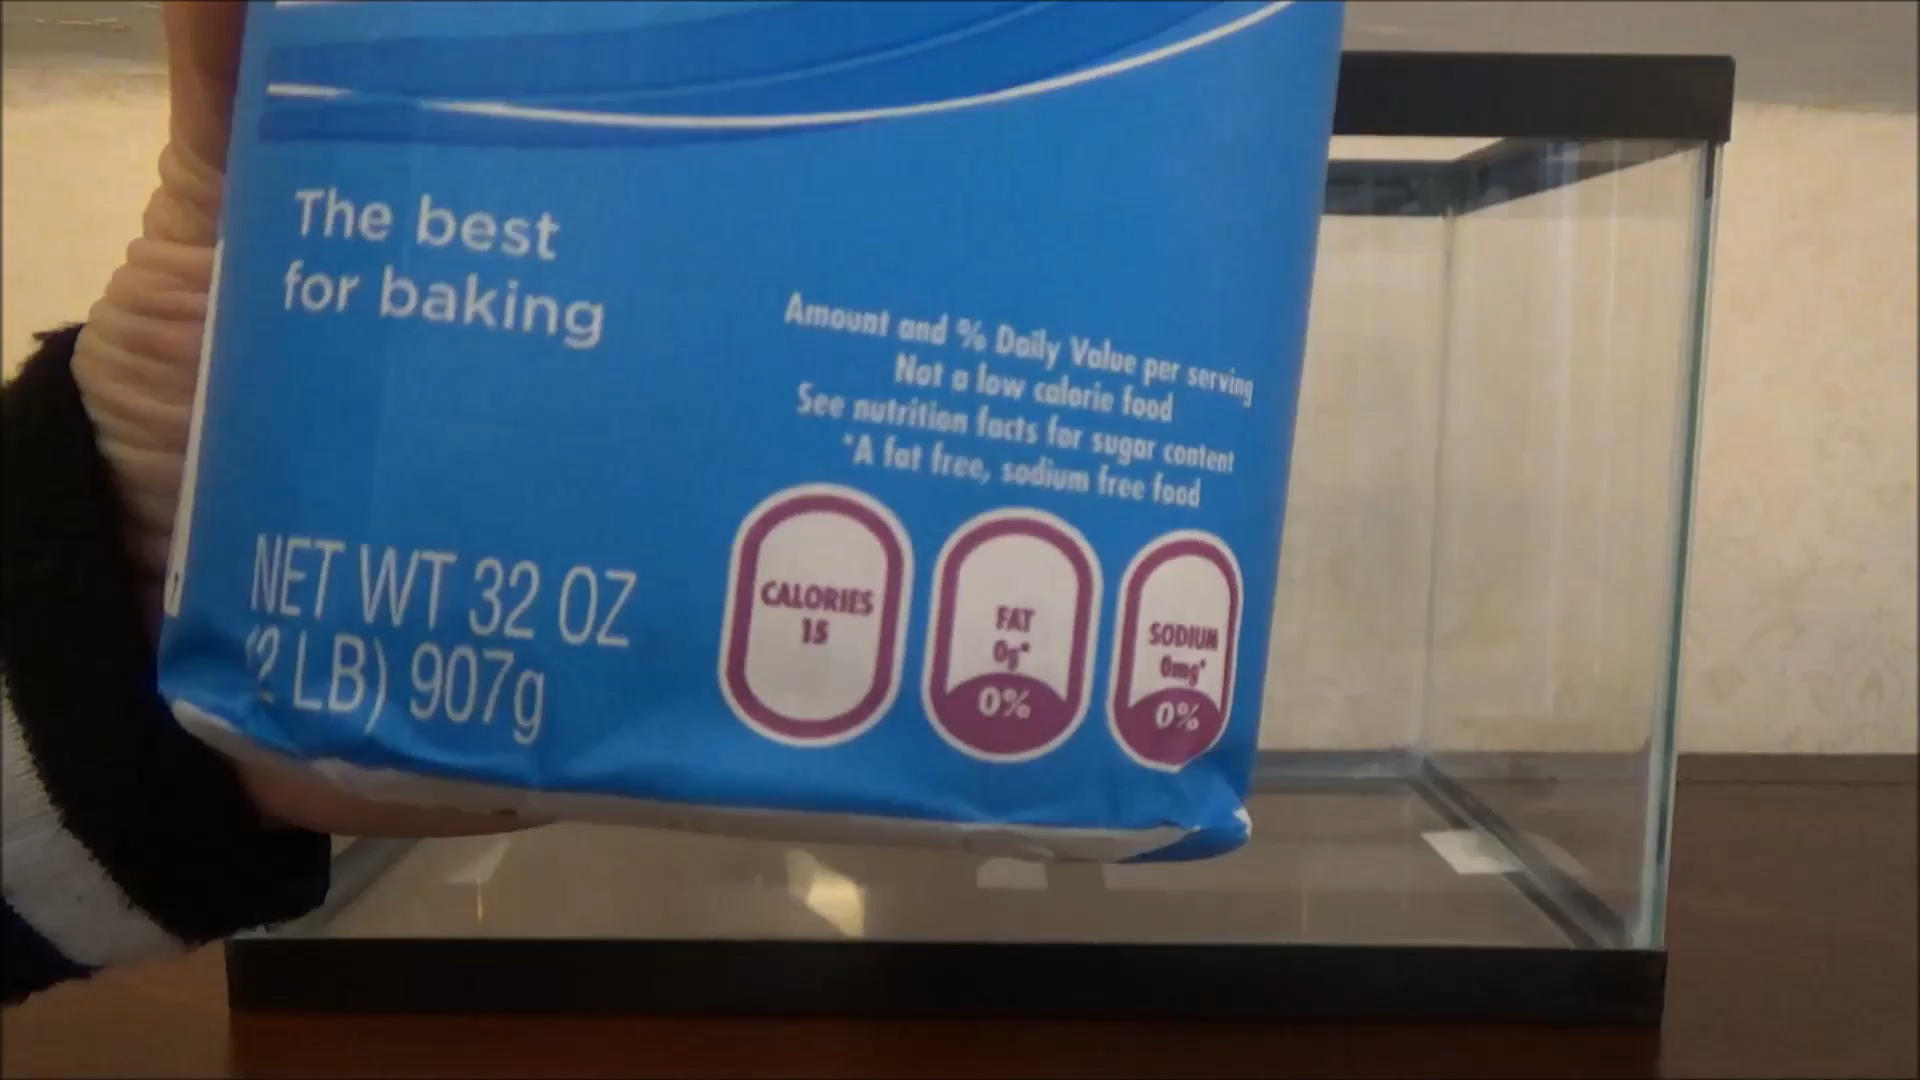 The best
for baking
Amount and % Daily Value per serving
Not a low calorie food
See nutrition facts for sugar content
*A fat free, sodium free food
NET WT 32 OZ
(2 LB) 907g
CALORIES
15
FAT
0g*
0%
SODIUM
0mg*
0%